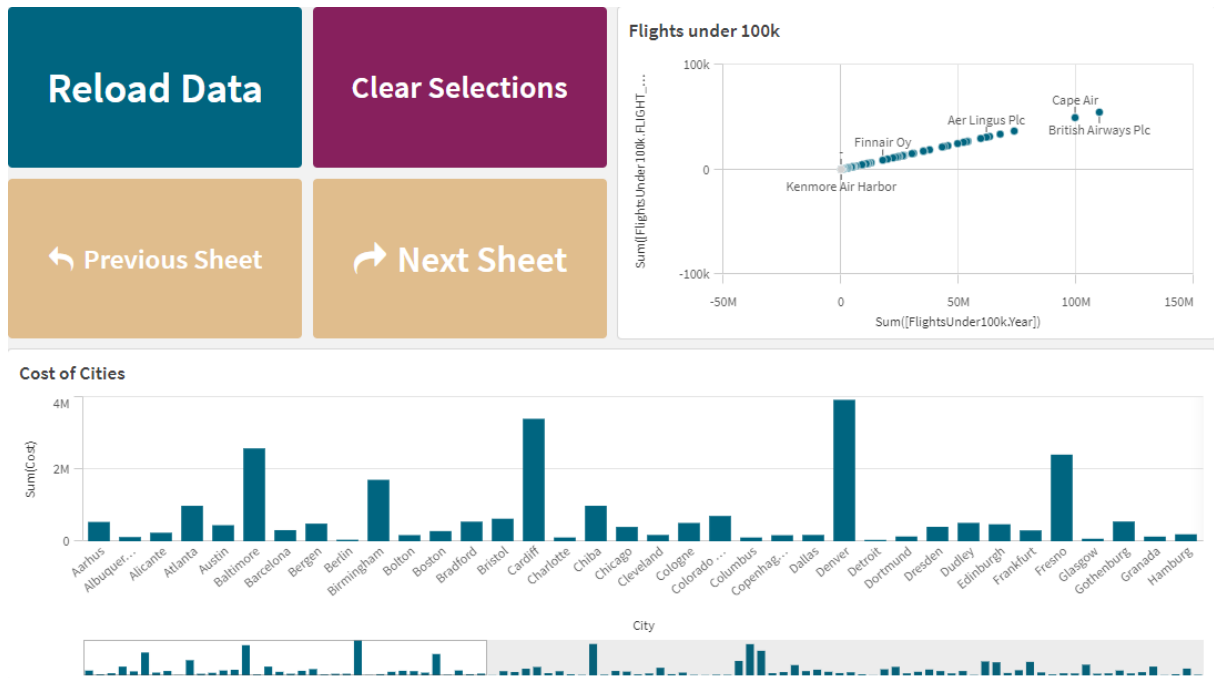 Reload Data
Clear Selections
Previous Sheet
Next Sheet
Flights under 100k
100k
0
-100k
Sum([FlightsUnder100k.FLIGHT_...
Cape Air
Aer Lingus Plc
British Airways Plc
Finnair Oy
Kenmore Air Harbor
-50M
0
50M
100M
150M
Sum([FlightsUnder100k.Year])
Cost of Cities
4M
2M
0
Sum(Cost)
Aarhus
Albuquer...
Alicante
Atlanta
Austin
Baltimore
Barcelona
Bergen
Berlin
Birmingham
Bolton
Boston
Bradford
Bristol
Cardiff
Charlotte
Chiba
Chicago
Cleveland
Cologne
Colorado ...
Columbus
Copenhag...
Dallas
Denver
Detroit
Dortmund
Dresden
Dudley
Edinburgh
Frankfurt
Fresno
Glasgow
Gothenburg
Granada
Hamburg
City